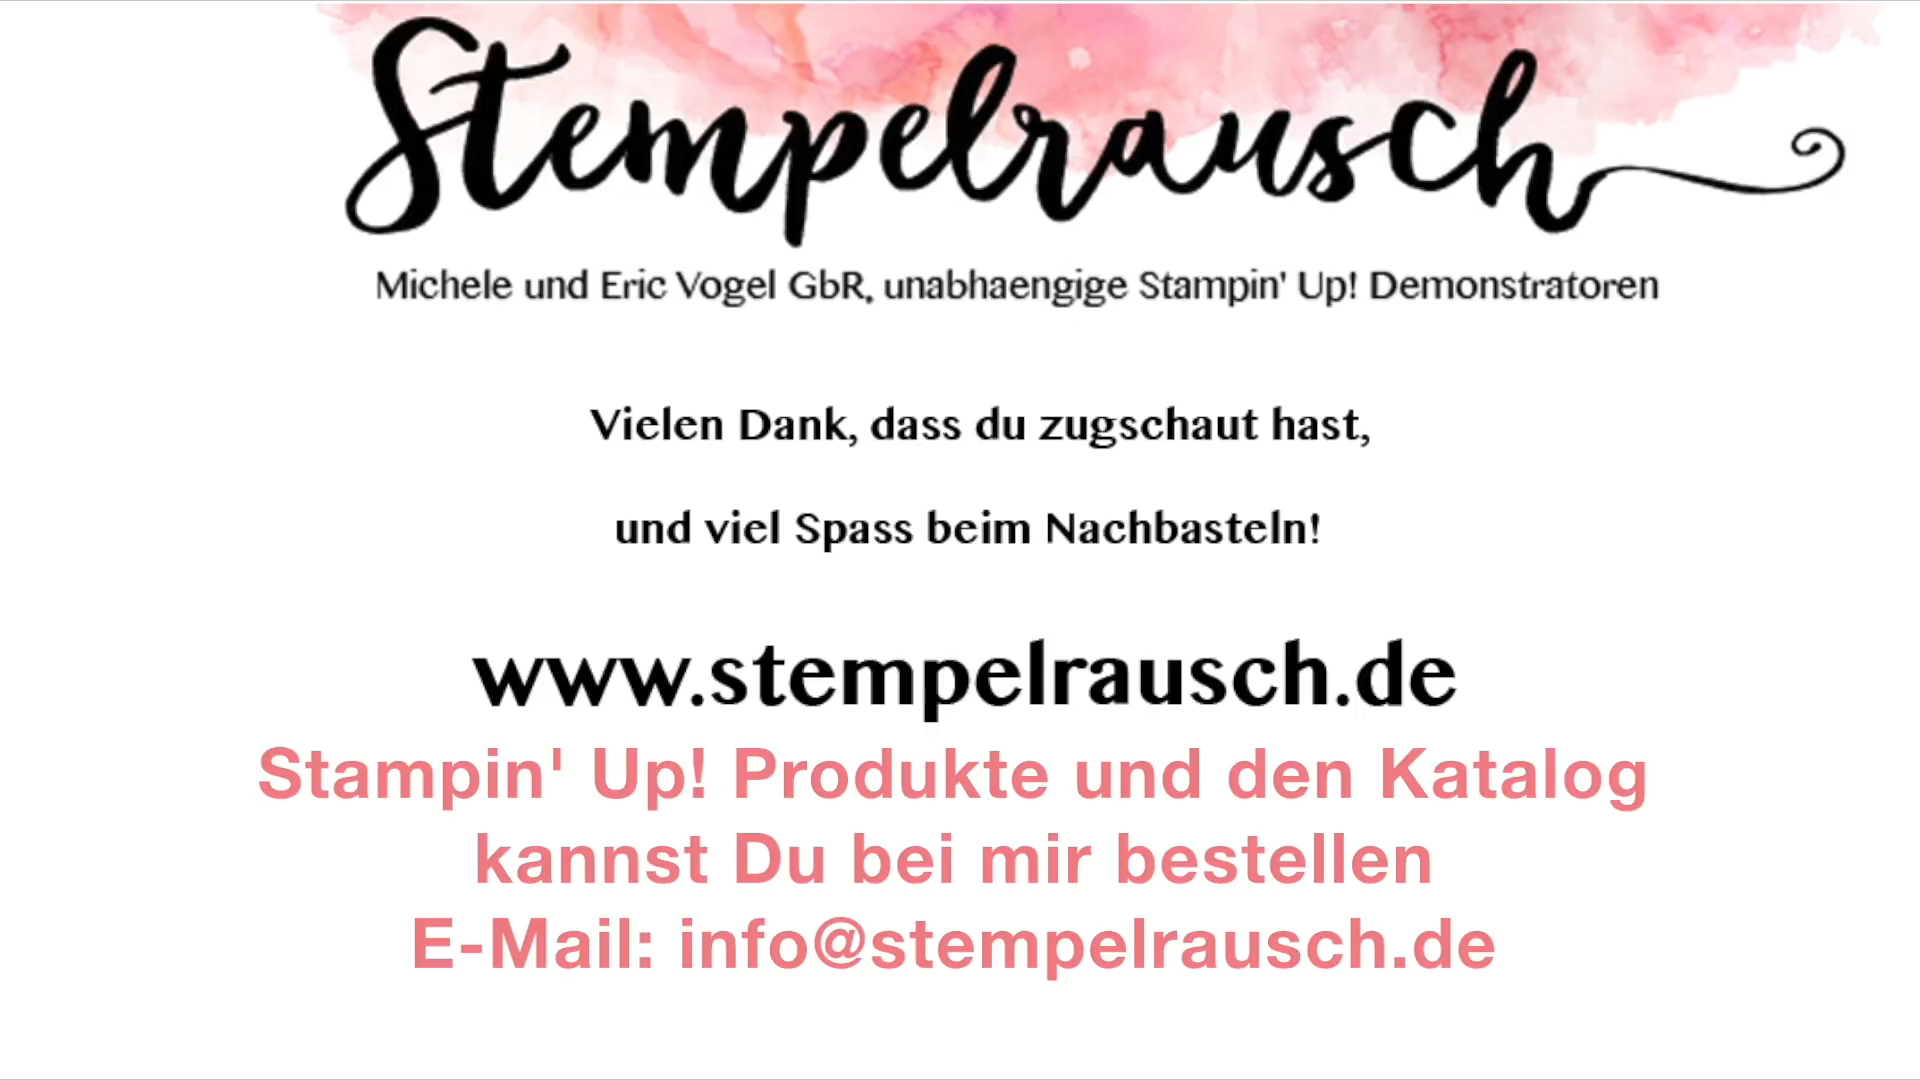 Stempelrausch
Michele und Eric Vogel GbR, unabhaengige Stampin' Up! Demonstratoren
Vielen Dank, dass du zugschaut hast,
und viel Spass beim Nachbasteln!
www.stempelrausch.de
Stampin' Up! Produkte und den Katalog
kannst Du bei mir bestellen
E-Mail: info@stempelrausch.de